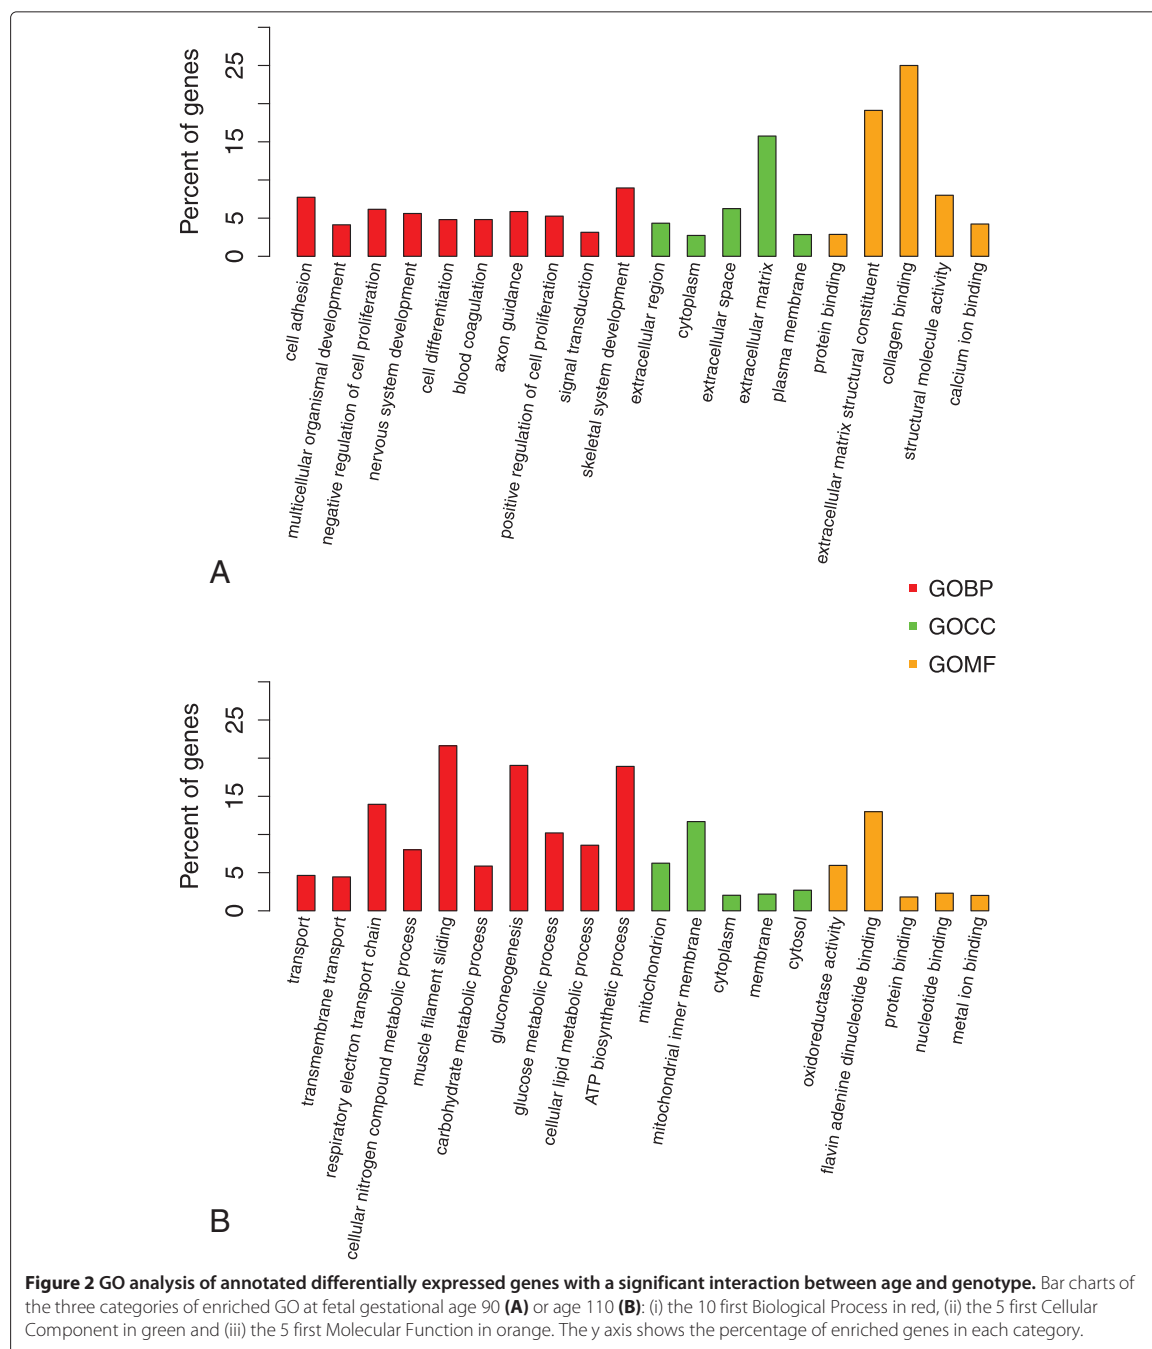 Percent of genes
25
15
5
0
cell adhesion
multicellular organismal development
negative regulation of cell proliferation
nervous system development
cell differentiation
blood coagulation
axon guidance
positive regulation of cell proliferation
signal transduction
skeletal system development
extracellular region
cytoplasm
extracellular space
extracellular matrix
plasma membrane
protein binding
extracellular matrix structural constituent
collagen binding
structural molecule activity
calcium ion binding
A
GOBP
GOCC
GOMF
Percent of genes
25
15
5
0
transport
transmembrane transport
respiratory electron transport chain
cellular nitrogen compound metabolic process
muscle filament sliding
carbohydrate metabolic process
gluconeogenesis
glucose metabolic process
cellular lipid metabolic process
ATP biosynthetic process
mitochondrion
mitochondrial inner membrane
cytoplasm
membrane
cytosol
oxidoreductase activity
flavin adenine dinucleotide binding
protein binding
nucleotide binding
metal ion binding
B
Figure 2 GO analysis of annotated differentially expressed genes with a significant interaction between age and genotype. Bar charts of
the three categories of enriched GO at fetal gestational age 90 (A) or age 110 (B): (i) the 10 first Biological Process in red, (ii) the 5 first Cellular
Component in green and (iii) the 5 first Molecular Function in orange. The y axis shows the percentage of enriched genes in each category.